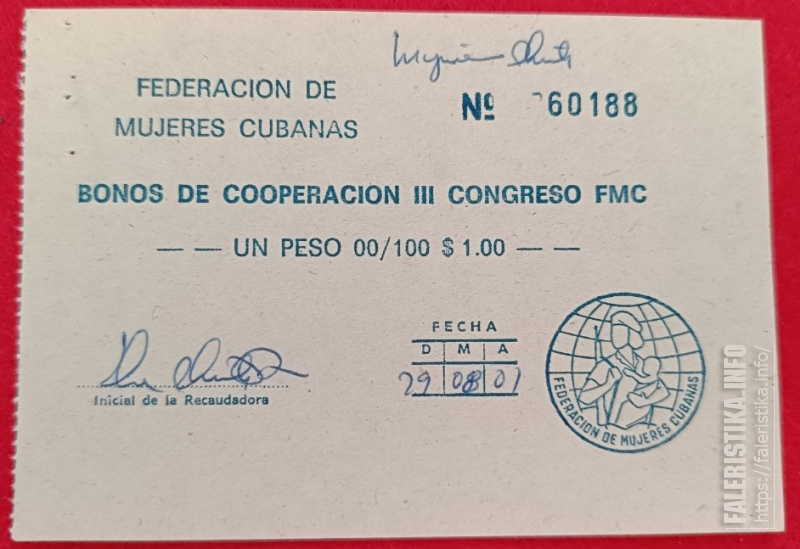 FEDERACION DE
MUJERES CUBANAS
Nº 60188
BONOS DE COOPERACION III CONGRESO FMC
— — UN PESO 00/100 $ 1.00 — —
FECHA
D M A
29 08 01
Inicial de la Recaudadora
FEDERACION DE MUJERES CUBANAS
FALERISTIKA.INFO
https://faleristika.info/